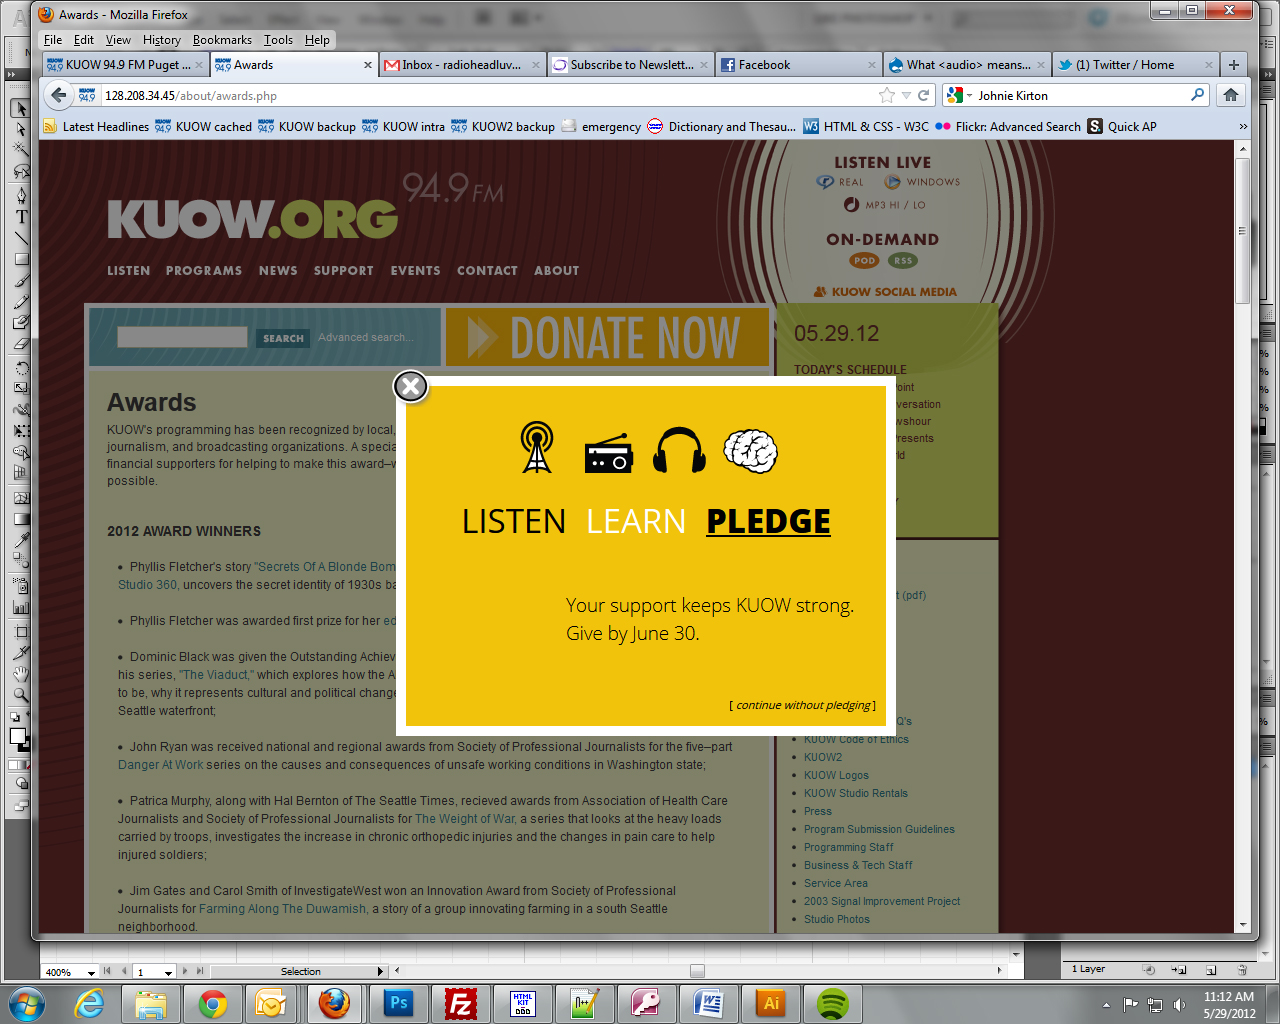 Awards - Mozilla Firefox
File Edit View History Bookmarks Tools Help
KUOW 94.9 FM Puget ... Awards Inbox - radioheadluv... Subscribe to Newslett... Facebook What <audio> means... (1) Twitter / Home
128.208.34.45/about/awards.php Johnie Kirton
Latest Headlines KUOW cached KUOW backup KUOW intra KUOW2 backup emergency Dictionary and Thesau... HTML & CSS - W3C Flickr: Advanced Search Quick AP
94.9 FM
KUOW.ORG
LISTEN PROGRAMS NEWS SUPPORT EVENTS CONTACT ABOUT
LISTEN LIVE
REAL WINDOWS
MP3 HI / LO
ON-DEMAND
POD RSS
KUOW SOCIAL MEDIA
SEARCH Advanced search...
DONATE NOW
05.29.12
TODAY'S SCHEDULE
Awards
KUOW's programming has been recognized by local,
journalism, and broadcasting organizations. A specia
financial supporters for helping to make this award–w
possible.
2012 AWARD WINNERS
• Phyllis Fletcher's story "Secrets Of A Blonde Bom
Studio 360, uncovers the secret identity of 1930s ba
• Phyllis Fletcher was awarded first prize for her ed
• Dominic Black was given the Outstanding Achiev
his series, "The Viaduct," which explores how the A
to be, why it represents cultural and political change
Seattle waterfront;
• John Ryan was received national and regional awards from Society of Professional Journalists for the five–part
Danger At Work series on the causes and consequences of unsafe working conditions in Washington state;
• Patrica Murphy, along with Hal Bernton of The Seattle Times, recieved awards from Association of Health Care
Journalists and Society of Professional Journalists for The Weight of War, a series that looks at the heavy loads
carried by troops, investigates the increase in chronic orthopedic injuries and the changes in pain care to help
injured soldiers;
• Jim Gates and Carol Smith of InvestigateWest won an Innovation Award from Society of Professional
Journalists for Farming Along The Duwamish, a story of a group innovating farming in a south Seattle
neighborhood.
LISTEN LEARN PLEDGE
Your support keeps KUOW strong.
Give by June 30.
[ continue without pledging ]
Point
versation
wshour
Presents
ld
t (pdf)
Q's
• KUOW Code of Ethics
• KUOW2
• KUOW Logos
• KUOW Studio Rentals
• Press
• Program Submission Guidelines
• Programming Staff
• Business & Tech Staff
• Service Area
• 2003 Signal Improvement Project
• Studio Photos
400% 1 Selection 1 Layer
11:12 AM
5/29/2012